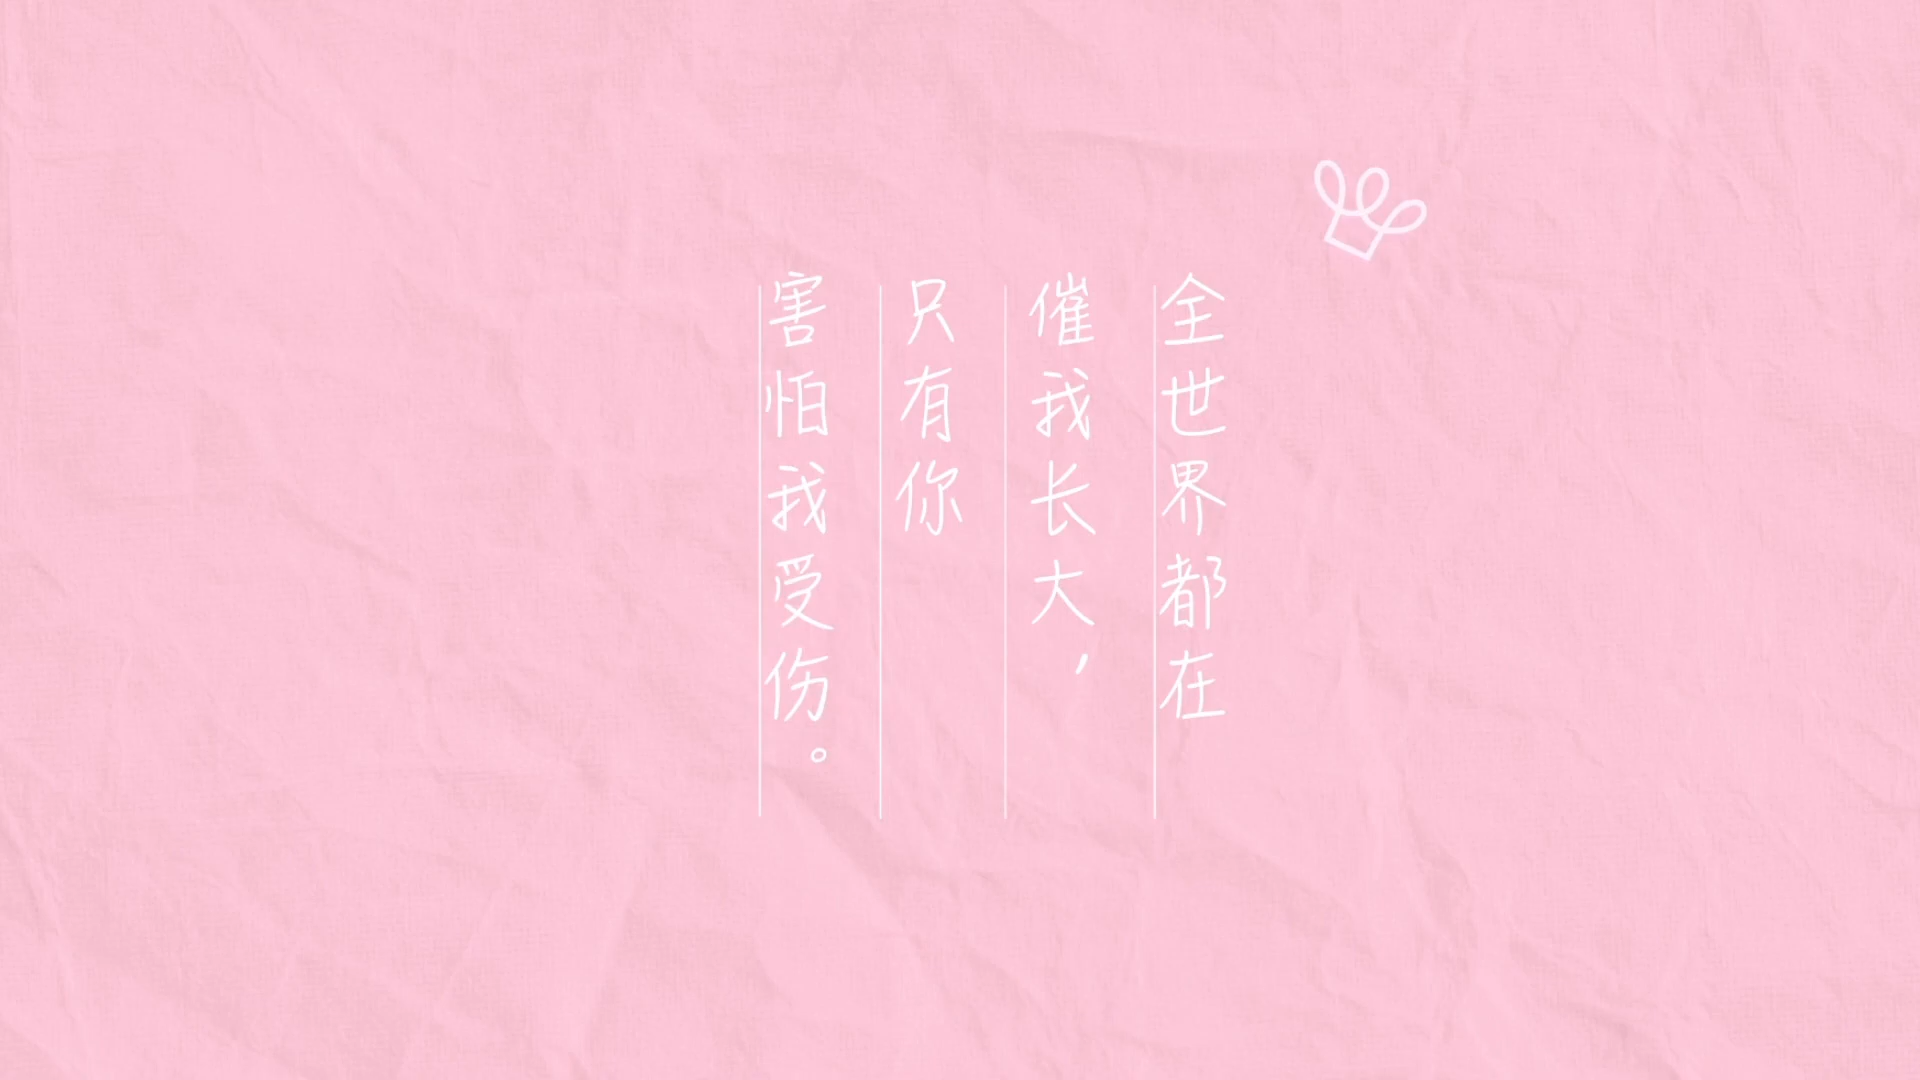 全世界都在
催我长大，
只有你
害怕我受伤。